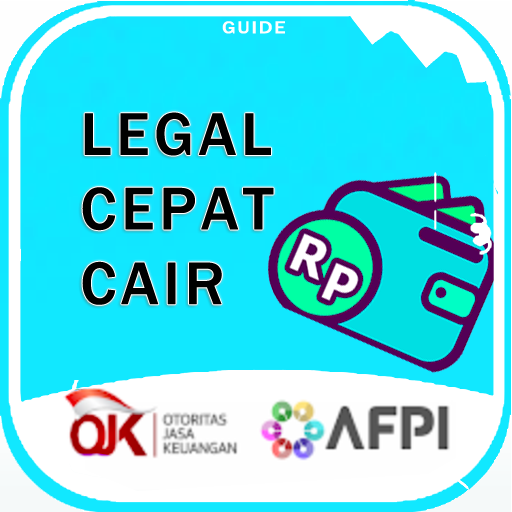 GUIDE
LEGAL
CEPAT
CAIR
RP
OJK
OTORITAS
JASA
KEUANGAN
AFPI